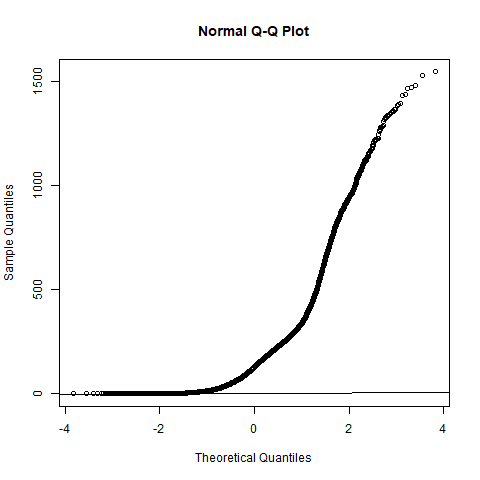 Normal Q-Q Plot
Sample Quantiles
1500
1000
500
0
-4 -2 0 2 4
Theoretical Quantiles